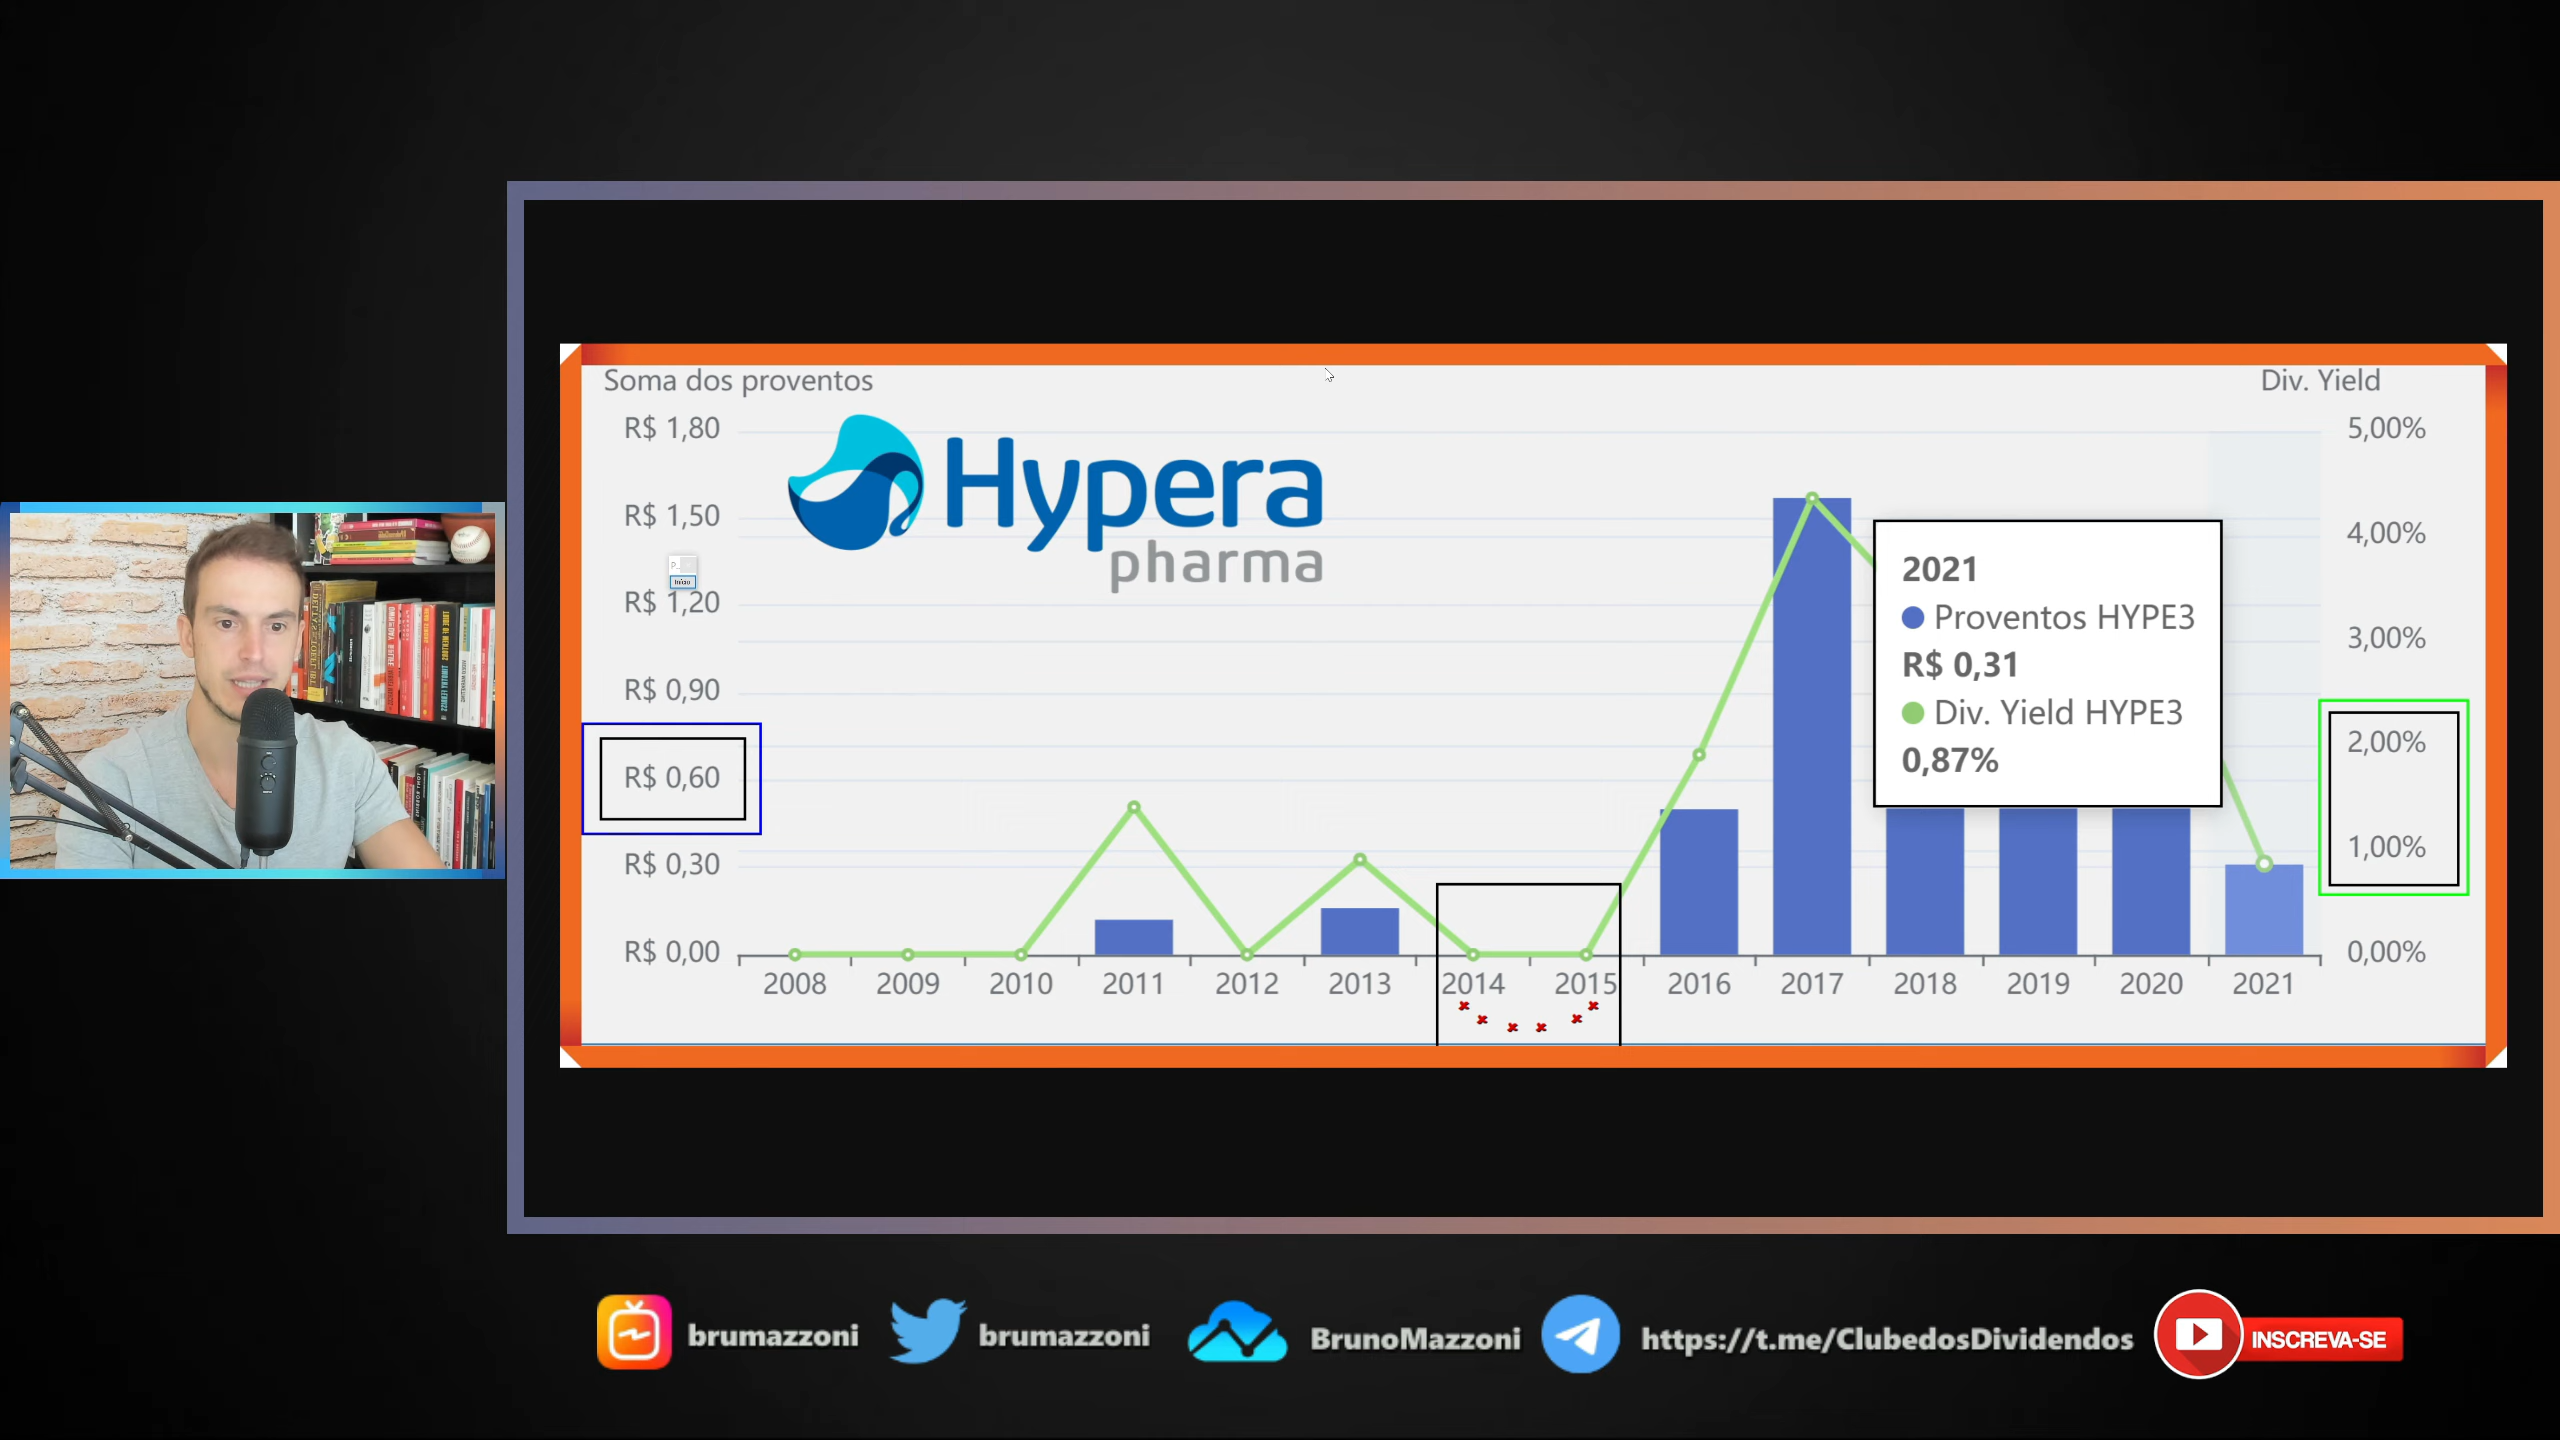 Soma dos proventos
Div. Yield
R$ 1,80
R$ 1,50
R$ 1,20
R$ 0,90
R$ 0,60
R$ 0,30
R$ 0,00
Hypera
pharma
Início
2021
Proventos HYPE3
R$ 0,31
Div. Yield HYPE3
0,87%
5,00%
4,00%
3,00%
2,00%
1,00%
0,00%
2008 2009 2010 2011 2012 2013 2014 2015 2016 2017 2018 2019 2020 2021
brumazzoni brumazzoni BrunoMazzoni https://t.me/ClubedosDividendos INSCREVA-SE